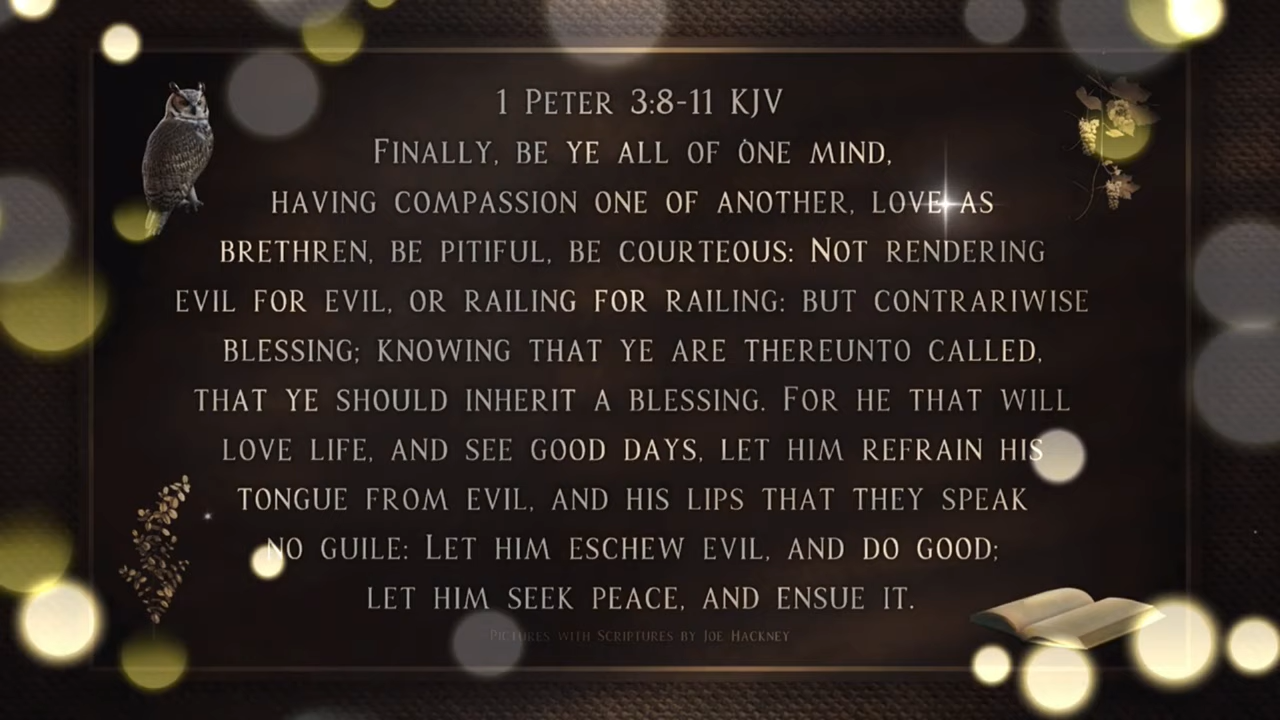 1 Peter 3:8-11 KJV
Finally, be ye all of one mind,
having compassion one of another, love as
brethren, be pitiful, be courteous: Not rendering
evil for evil, or railing for railing: but contrariwise
blessing; knowing that ye are thereunto called,
that ye should inherit a blessing. For he that will
love life, and see good days, let him refrain his
tongue from evil, and his lips that they speak
no guile: Let him eschew evil, and do good;
let him seek peace, and ensue it.
Pictures with Scriptures by Joe Hackney